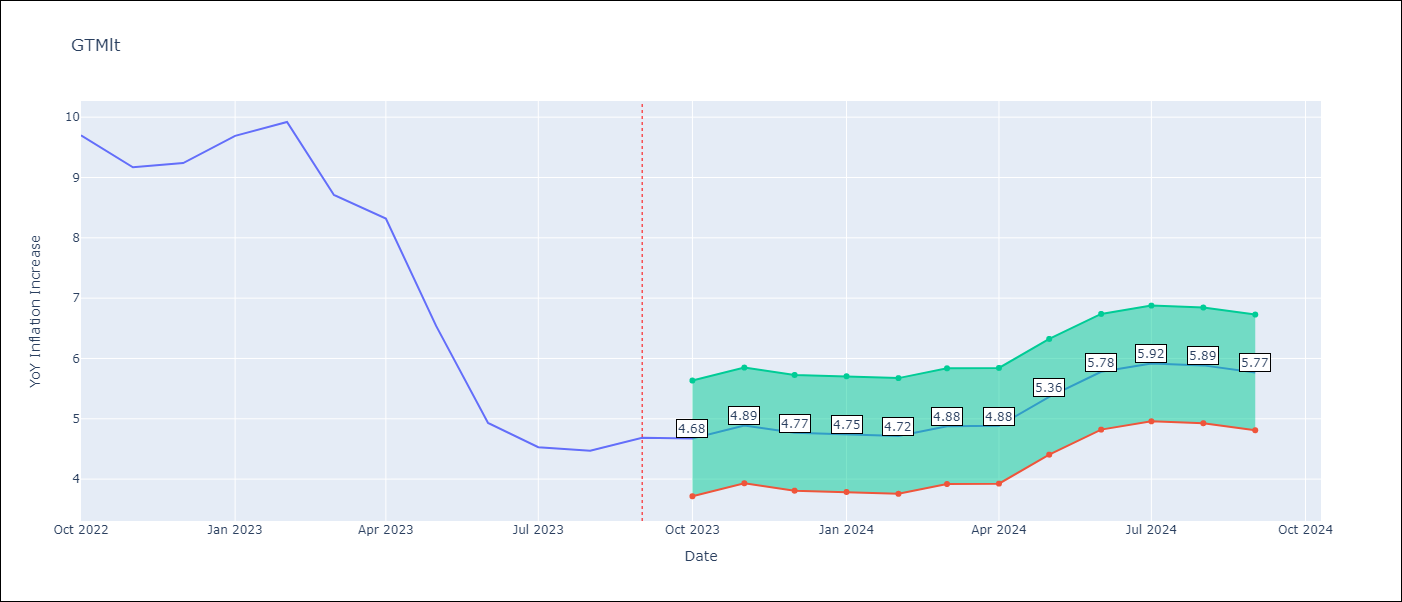 GTMlt
YoY Inflation Increase
10
9
8
7
6
5
4
4.68
4.89
4.77
4.75
4.72
4.88
4.88
5.36
5.78
5.92
5.89
5.77
Oct 2022
Jan 2023
Apr 2023
Jul 2023
Oct 2023
Jan 2024
Apr 2024
Jul 2024
Oct 2024
Date